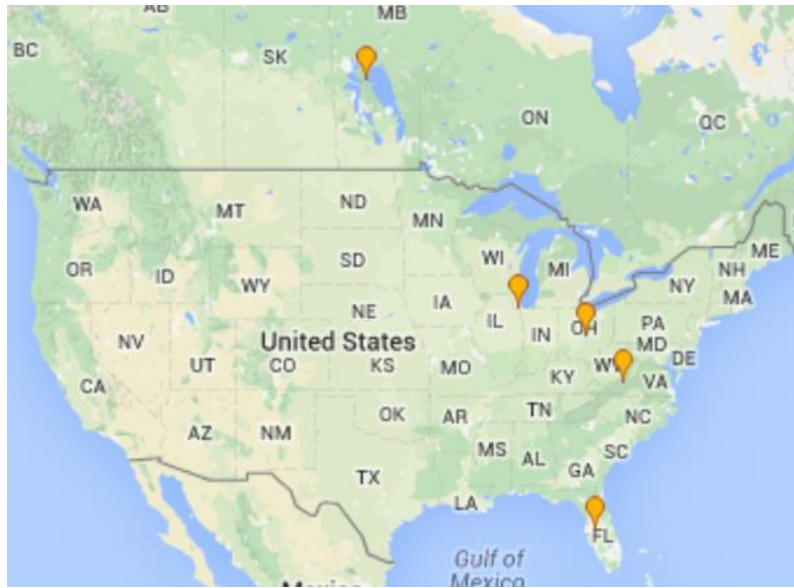 AB
MB
BC
SK
ON
QC
WA
MT
ND
MN
OR
ID
WY
SD
WI
MI
NY
NH
ME
MA
NE
IA
IL
IN
OH
PA
NV
UT
CO
United States
KS
MO
KY
MD
DE
VA
CA
AZ
NM
OK
AR
TN
NC
TX
MS
AL
GA
SC
LA
FL
Gulf of
Mexico